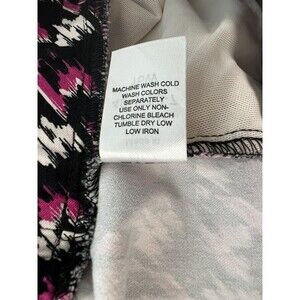 MACHINE WASH COLD
WASH COLORS
SEPARATELY
USE ONLY NON-
CHLORINE BLEACH
TUMBLE DRY LOW
LOW IRON